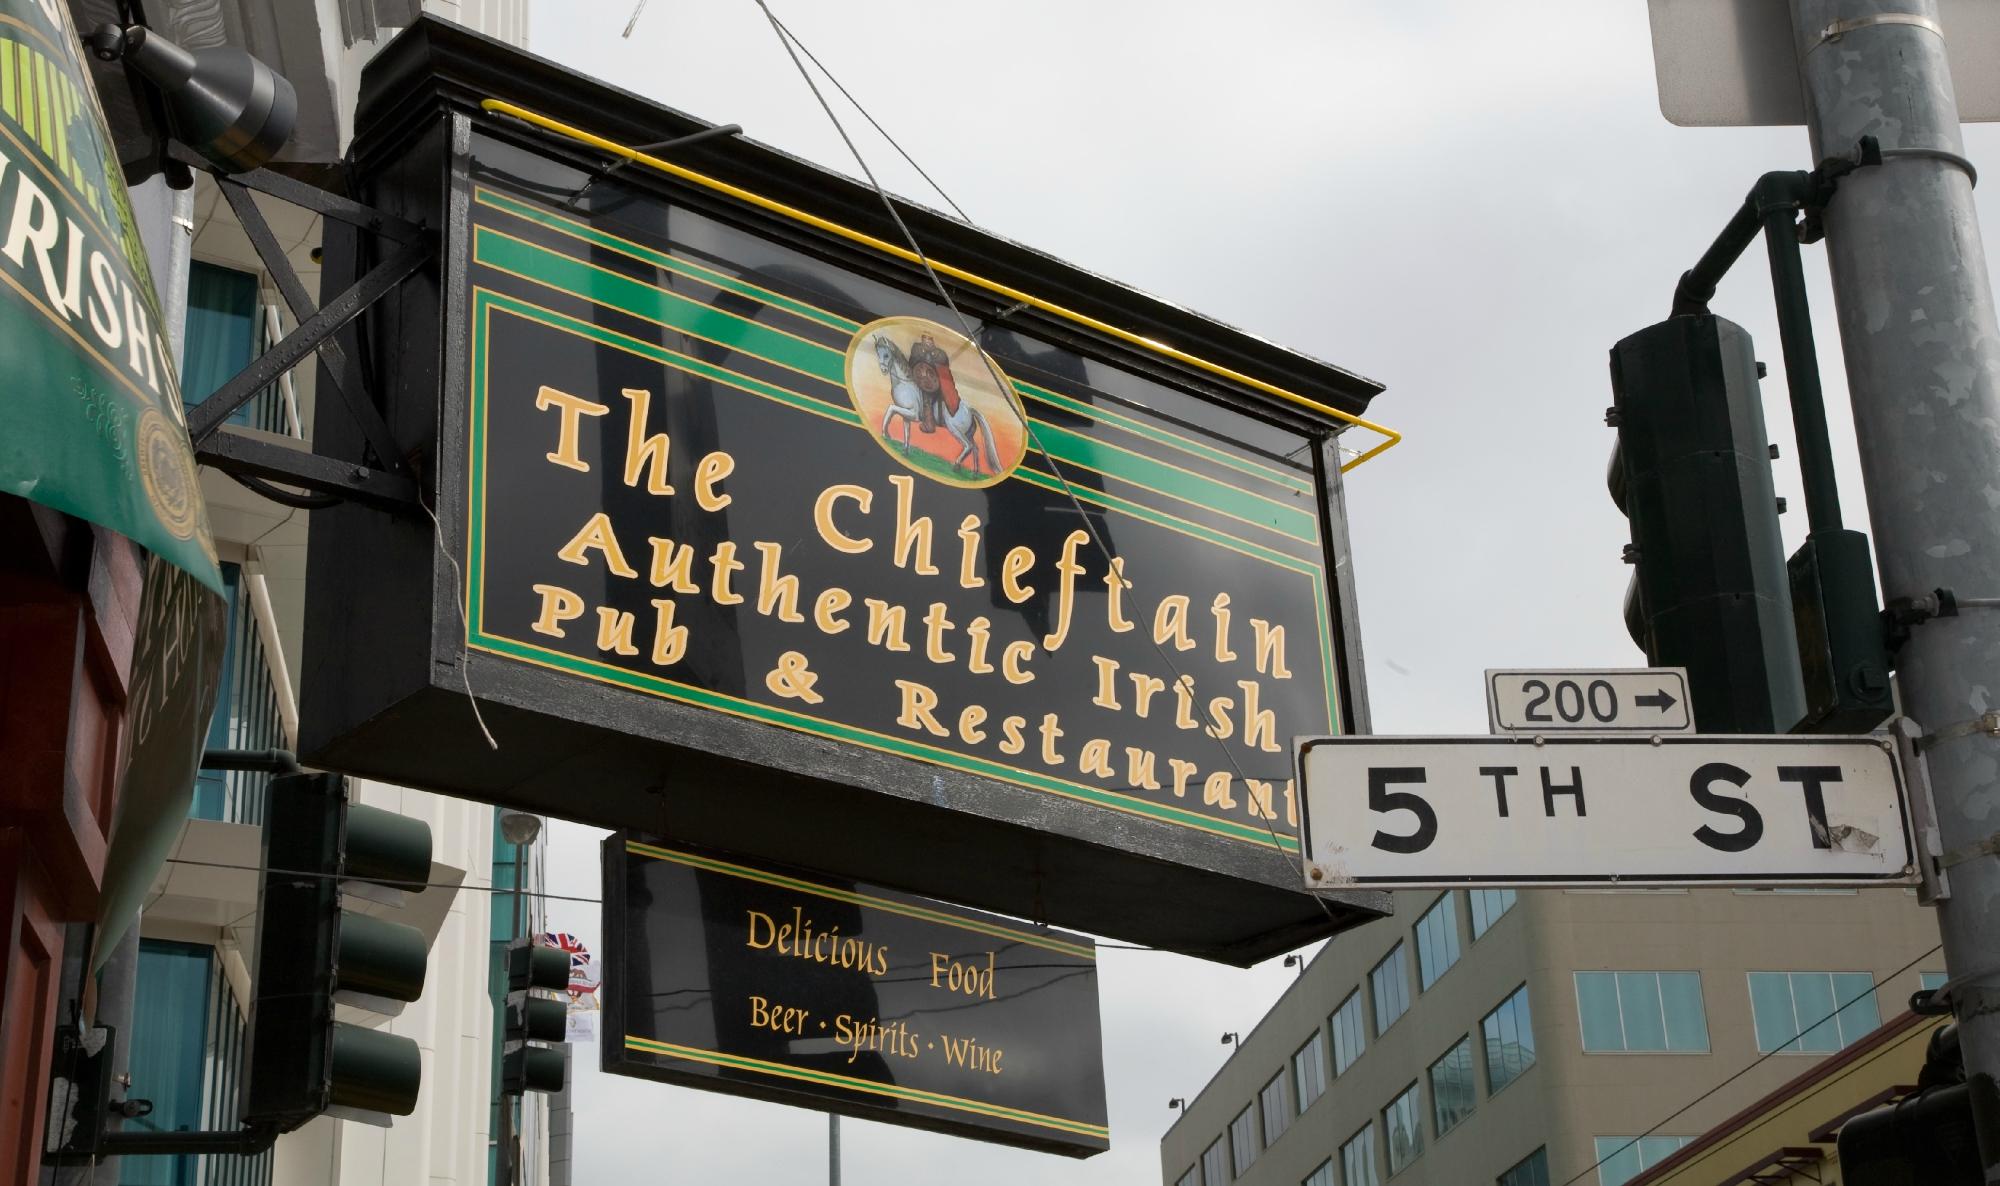 IRISH
The Chieftain
Authentic Irish
Pub & Restaurant
200 →
5TH ST
Delicious Food
Beer · Spirits · Wine